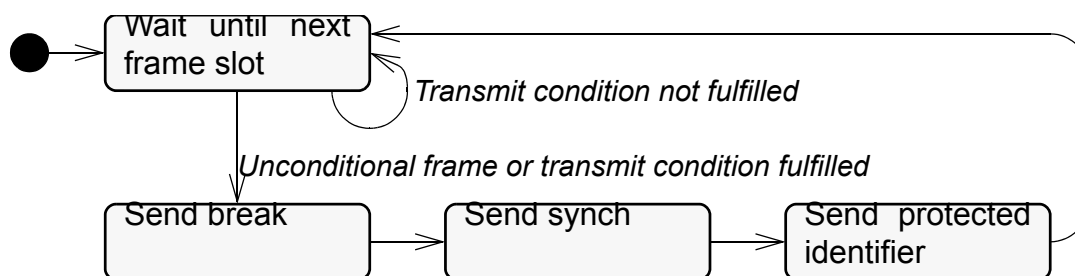 Wait until next
frame slot
Transmit condition not fulfilled
Unconditional frame or transmit condition fulfilled
Send break
Send synch
Send protected
identifier